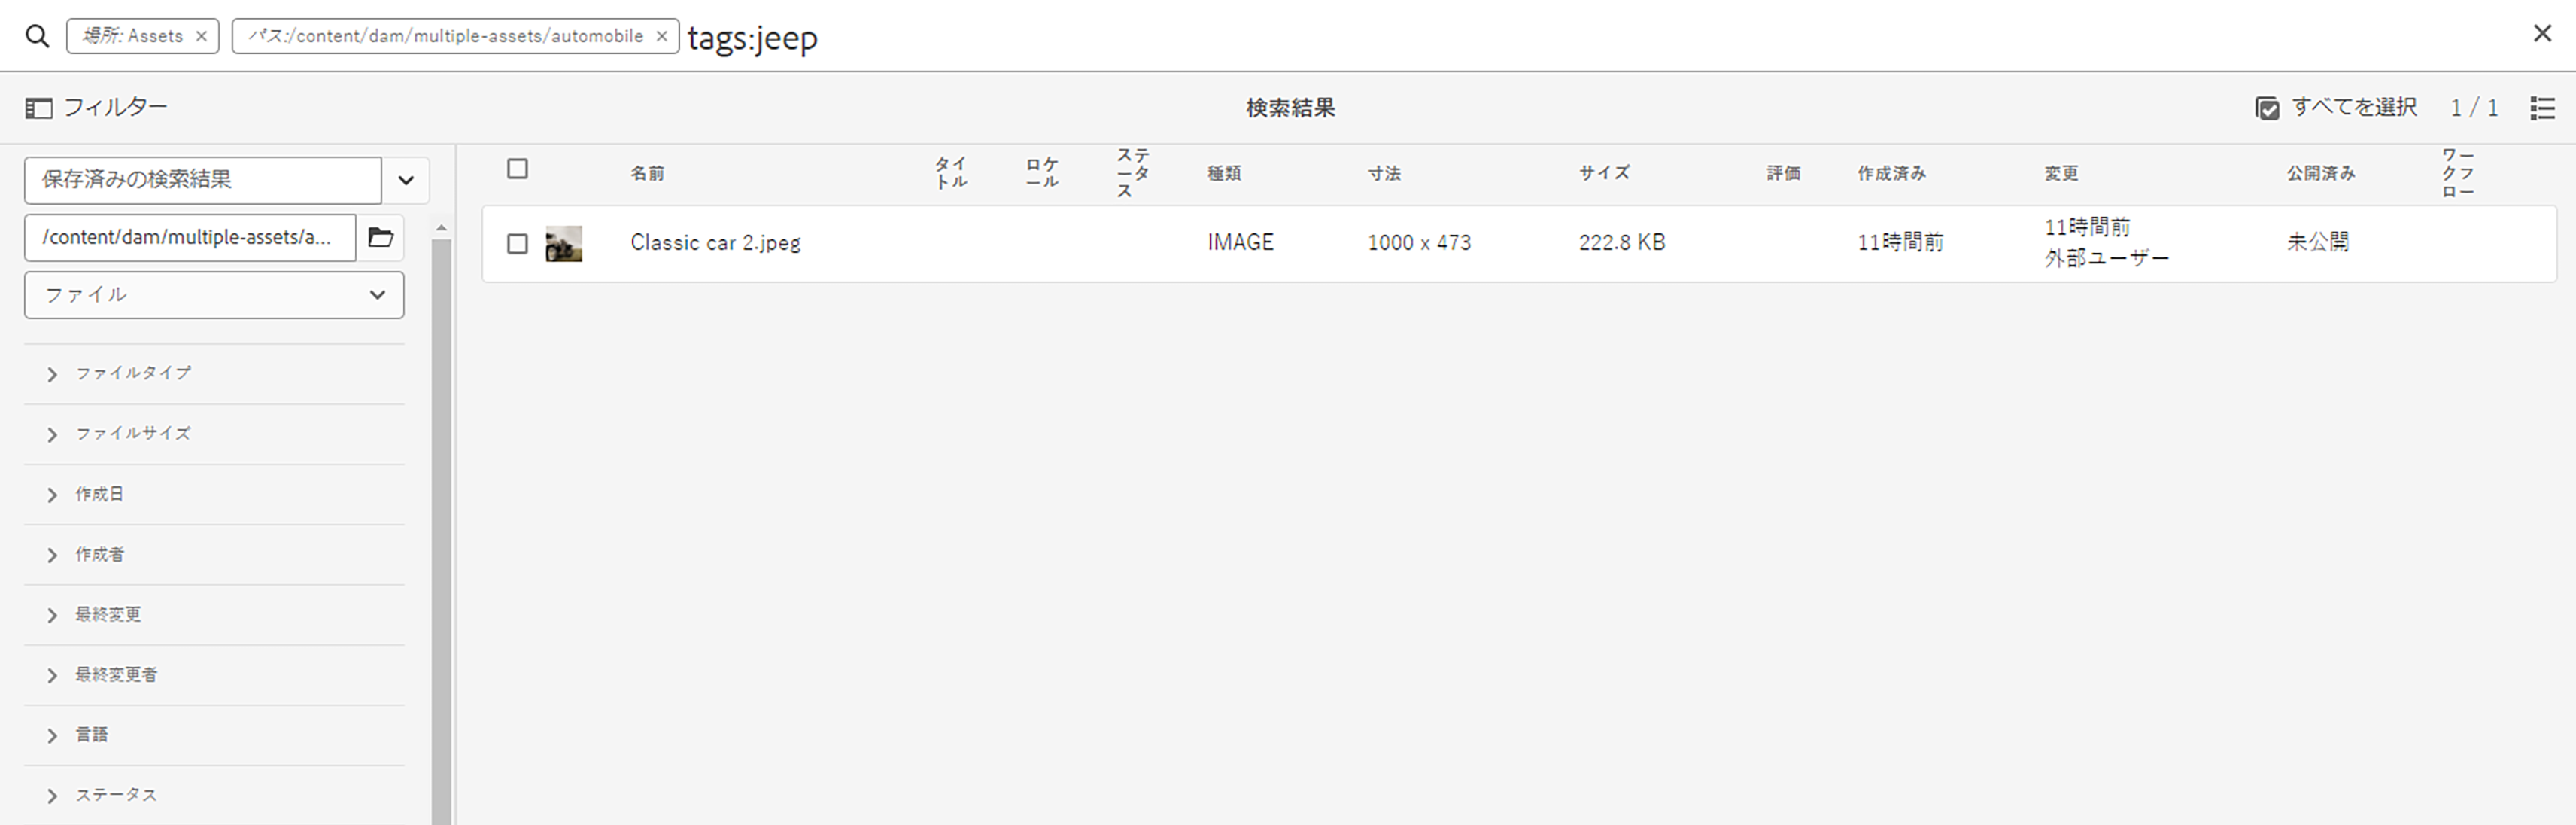 場所: Assets ×
パス:/content/dam/multiple-assets/automobile ×
tags:jeep
フィルター
検索結果
すべてを選択
1 / 1
保存済みの検索結果
/content/dam/multiple-assets/a...
ファイル
ファイルタイプ
ファイルサイズ
作成日
作成者
最終変更
最終変更者
言語
ステータス
名前
タイ
トル
ロケ
ール
ステ
ータ
ス
種類
寸法
サイズ
評価
作成済み
変更
公開済み
ワー
クフ
ロー
Classic car 2.jpeg
IMAGE
1000 x 473
222.8 KB
11時間前
11時間前
外部ユーザー
未公開